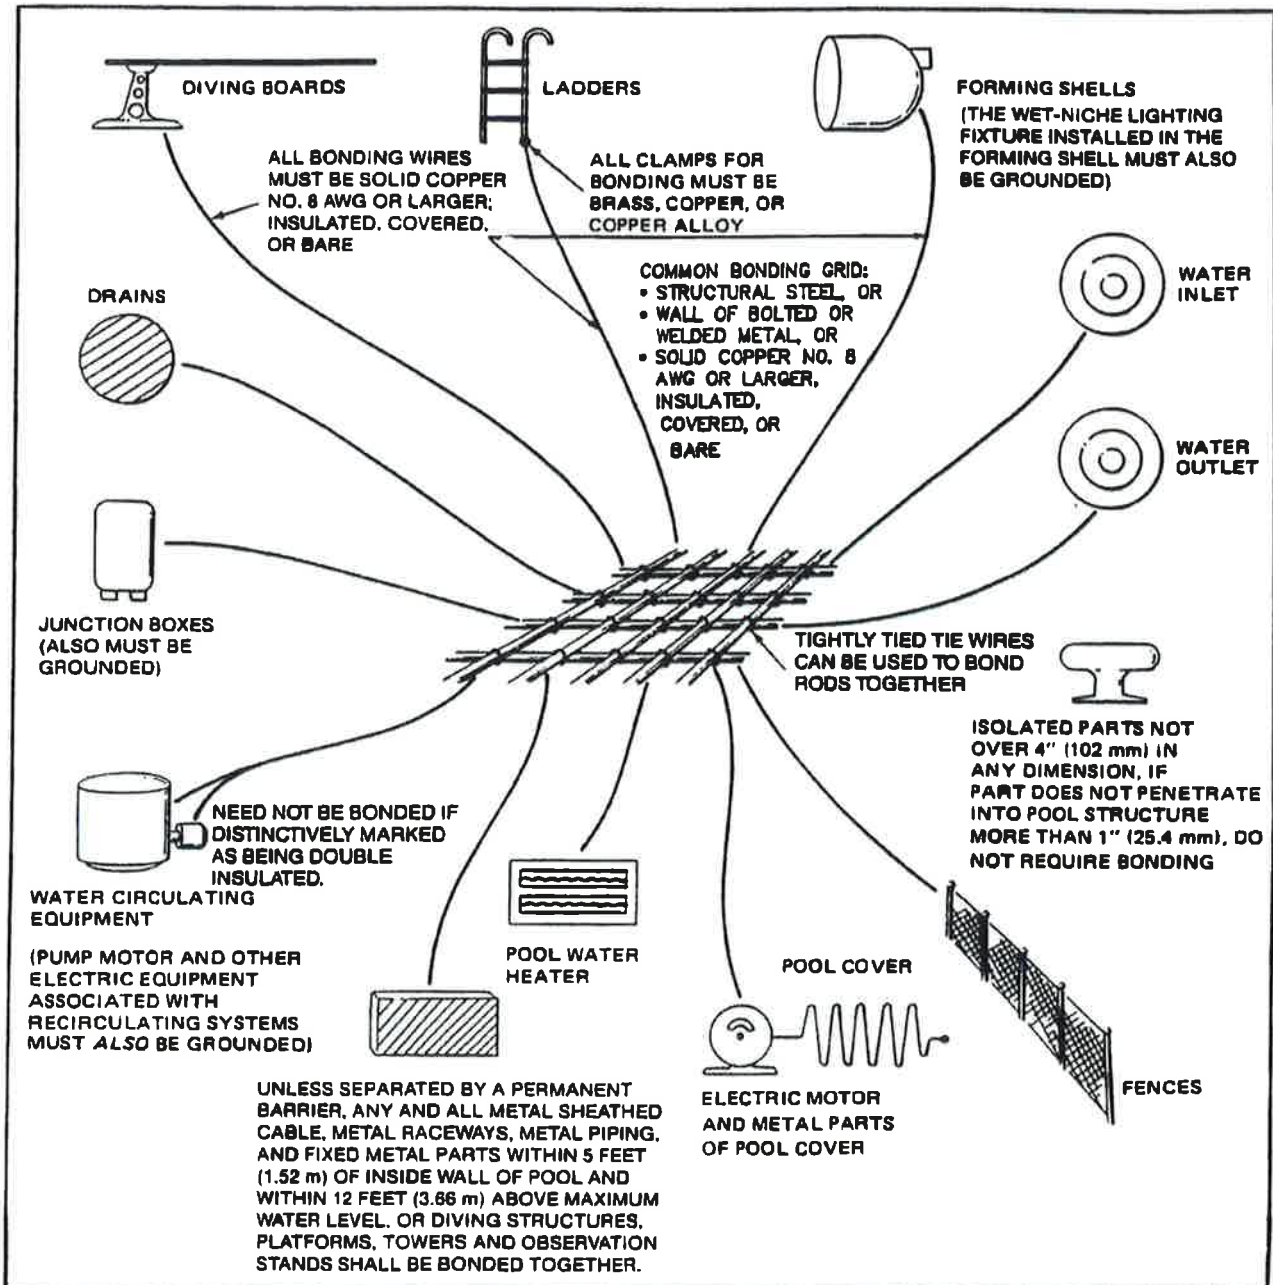 DIVING BOARDS
LADDERS
FORMING SHELLS
(THE WET-NICHE LIGHTING
FIXTURE INSTALLED IN THE
FORMING SHELL MUST ALSO
BE GROUNDED)
ALL BONDING WIRES
MUST BE SOLID COPPER
NO. 8 AWG OR LARGER;
INSULATED, COVERED,
OR BARE
ALL CLAMPS FOR
BONDING MUST BE
BRASS, COPPER, OR
COPPER ALLOY
COMMON BONDING GRID:
• STRUCTURAL STEEL, OR
• WALL OF BOLTED OR
WELDED METAL, OR
• SOLID COPPER NO. 8
AWG OR LARGER,
INSULATED,
COVERED, OR
BARE
WATER
INLET
DRAINS
WATER
OUTLET
JUNCTION BOXES
(ALSO MUST BE
GROUNDED)
TIGHTLY TIED TIE WIRES
CAN BE USED TO BOND
RODS TOGETHER
ISOLATED PARTS NOT
OVER 4" (102 mm) IN
ANY DIMENSION, IF
PART DOES NOT PENETRATE
INTO POOL STRUCTURE
MORE THAN 1" (25.4 mm), DO
NOT REQUIRE BONDING
NEED NOT BE BONDED IF
DISTINCTIVELY MARKED
AS BEING DOUBLE
INSULATED.
WATER CIRCULATING
EQUIPMENT
(PUMP MOTOR AND OTHER
ELECTRIC EQUIPMENT
ASSOCIATED WITH
RECIRCULATING SYSTEMS
MUST ALSO BE GROUNDED)
POOL WATER
HEATER
POOL COVER
ELECTRIC MOTOR
AND METAL PARTS
OF POOL COVER
FENCES
UNLESS SEPARATED BY A PERMANENT
BARRIER, ANY AND ALL METAL SHEATHED
CABLE, METAL RACEWAYS, METAL PIPING,
AND FIXED METAL PARTS WITHIN 5 FEET
(1.52 m) OF INSIDE WALL OF POOL AND
WITHIN 12 FEET (3.66 m) ABOVE MAXIMUM
WATER LEVEL, OR DIVING STRUCTURES,
PLATFORMS, TOWERS AND OBSERVATION
STANDS SHALL BE BONDED TOGETHER.